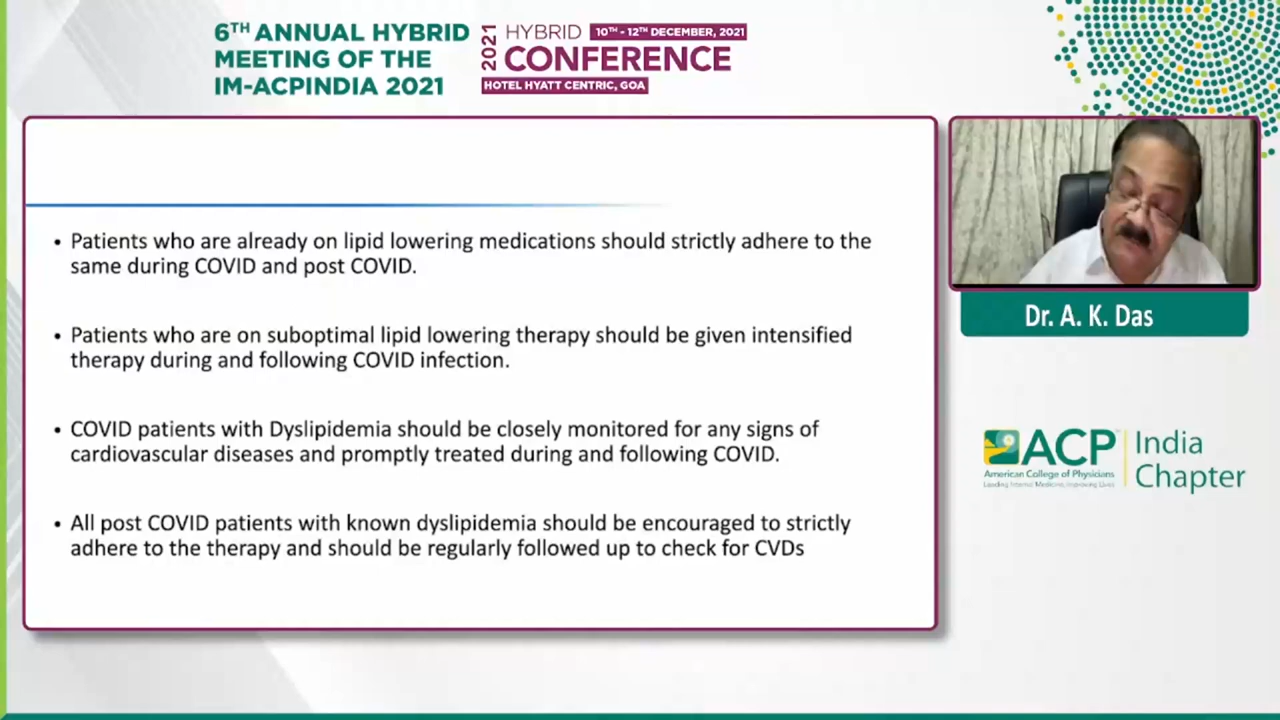 6TH ANNUAL HYBRID
MEETING OF THE
IM-ACPINDIA 2021
2021
HYBRID 10TH - 12TH DECEMBER, 2021
CONFERENCE
HOTEL HYATT CENTRIC, GOA
• Patients who are already on lipid lowering medications should strictly adhere to the
same during COVID and post COVID.
• Patients who are on suboptimal lipid lowering therapy should be given intensified
therapy during and following COVID infection.
• COVID patients with Dyslipidemia should be closely monitored for any signs of
cardiovascular diseases and promptly treated during and following COVID.
• All post COVID patients with known dyslipidemia should be encouraged to strictly
adhere to the therapy and should be regularly followed up to check for CVDs
Dr. A. K. Das
ACP
American College of Physicians
Leading Internal Medicine, Improving Lives
India
Chapter